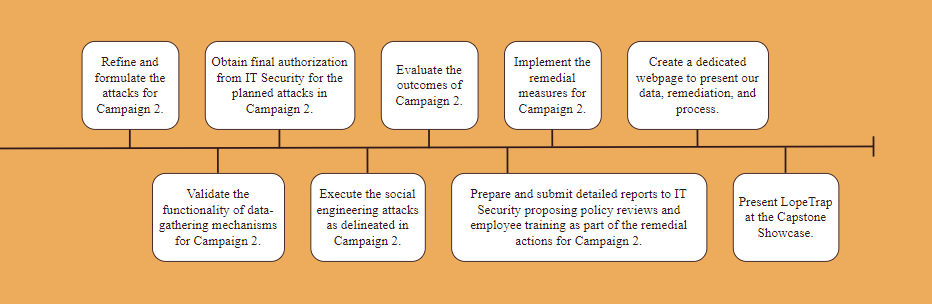 Refine and
formulate the
attacks for
Campaign 2.
Obtain final authorization
from IT Security for the
planned attacks in
Campaign 2.
Evaluate the
outcomes of
Campaign 2.
Implement the
remedial
measures for
Campaign 2.
Create a dedicated
webpage to present our
data, remediation, and
process.
Validate the
functionality of data-
gathering mechanisms
for Campaign 2.
Execute the social
engineering attacks
as delineated in
Campaign 2.
Prepare and submit detailed reports to IT
Security proposing policy reviews and
employee training as part of the remedial
actions for Campaign 2.
Present LopeTrap
at the Capstone
Showcase.